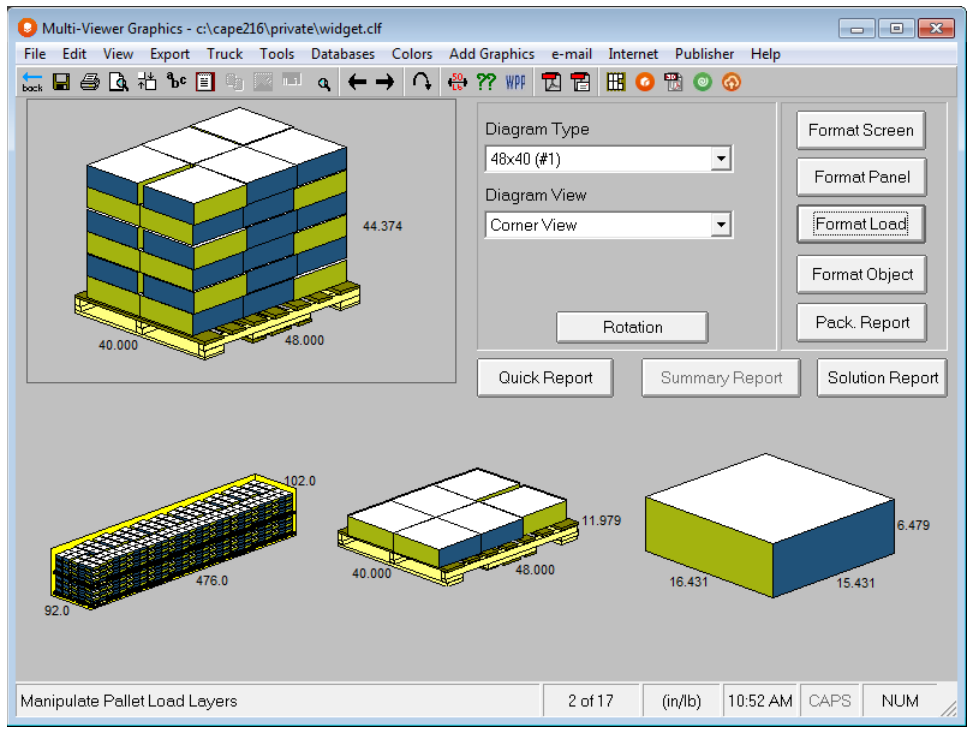 Multi-Viewer Graphics - c:\cape216\private\widget.clf
File Edit View Export Truck Tools Databases Colors Add Graphics e-mail Internet Publisher Help
back WPF
44.374
40.000
48.000
Diagram Type
48x40 (#1)
Diagram View
Corner View
Rotation
Format Screen
Format Panel
Format Load
Format Object
Pack. Report
Quick Report Summary Report Solution Report
102.0
476.0
92.0
11.979
40.000
48.000
6.479
16.431
15.431
Manipulate Pallet Load Layers 2 of 17 (in/lb) 10:52 AM CAPS NUM